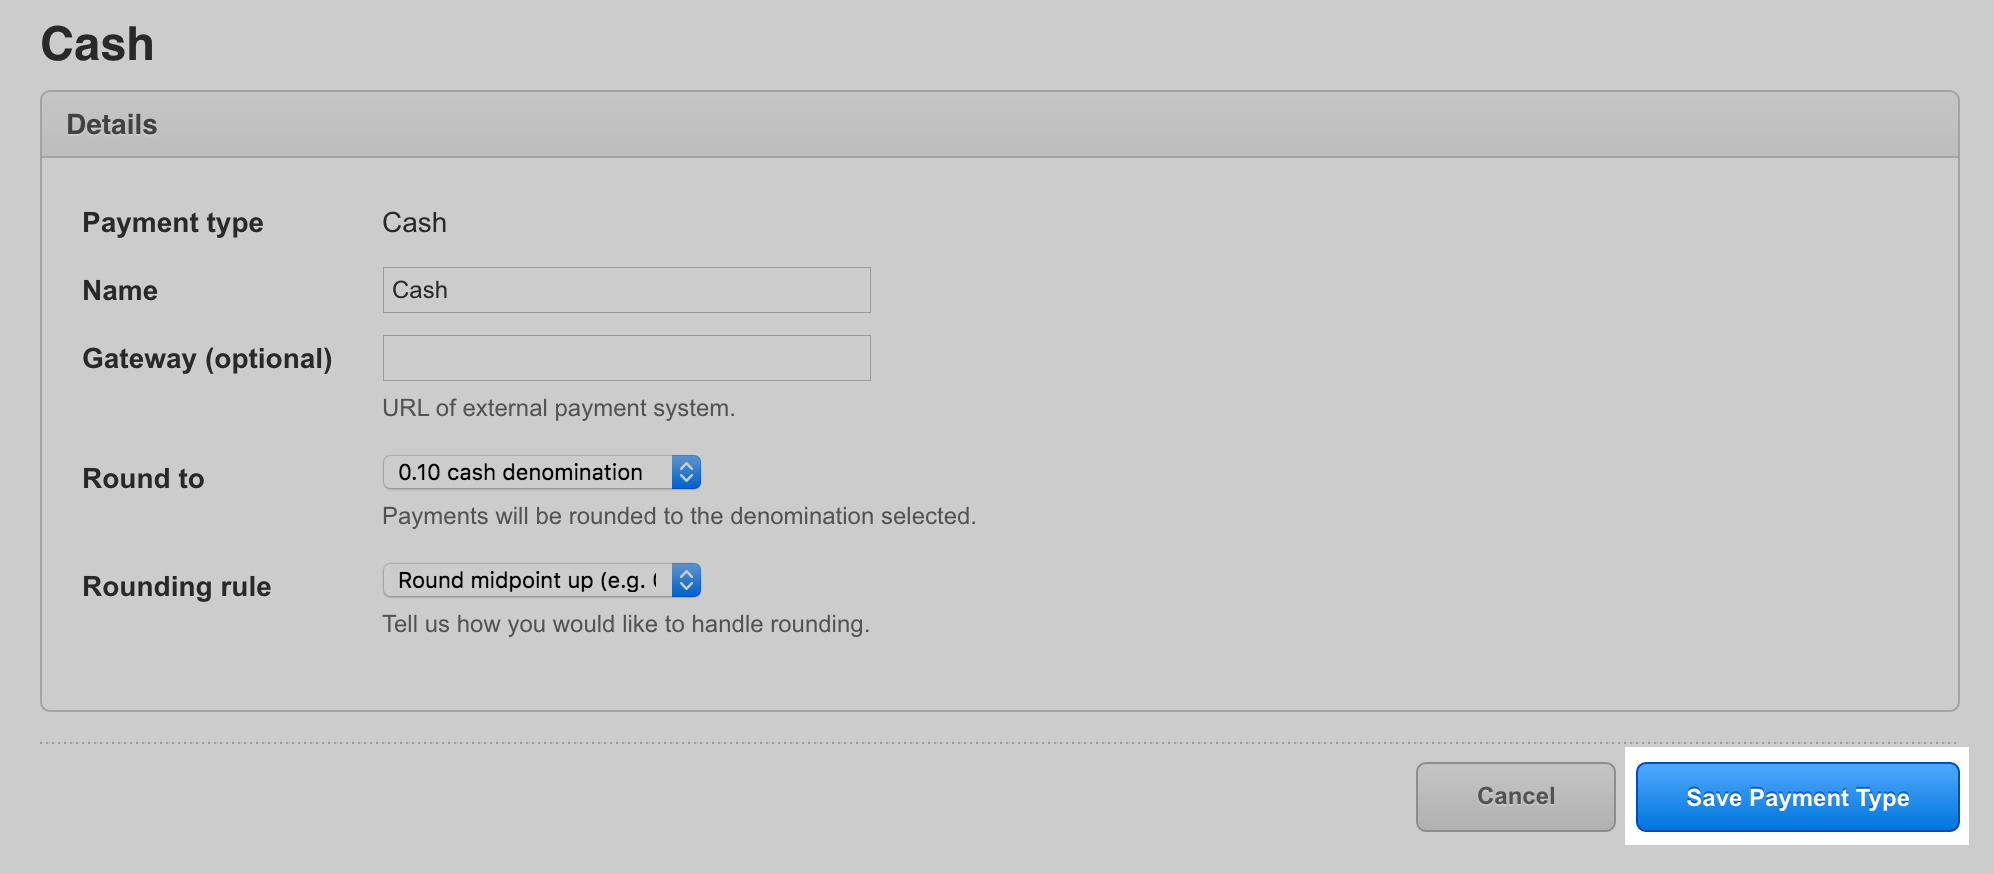 Cash
Details
Payment type Cash
Name Cash
Gateway (optional)
URL of external payment system.
Round to 0.10 cash denomination
Payments will be rounded to the denomination selected.
Rounding rule Round midpoint up (e.g.
Tell us how you would like to handle rounding.
Cancel Save Payment Type